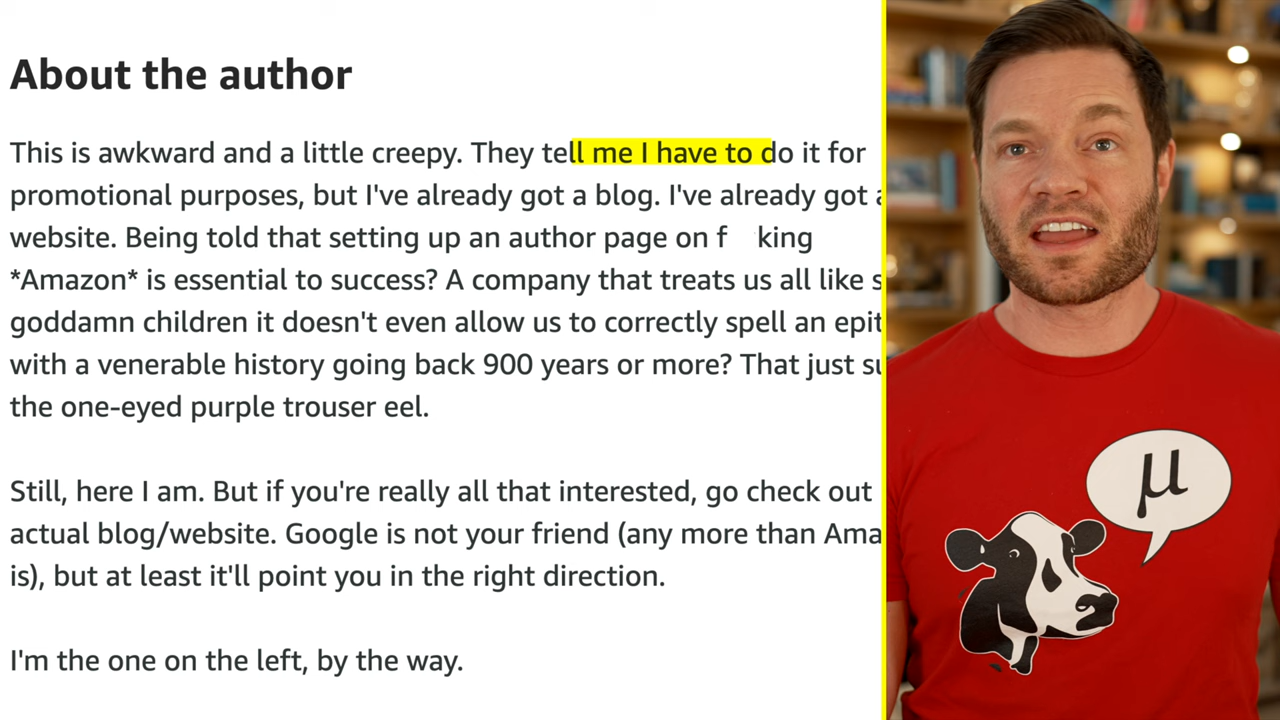 About the author
This is awkward and a little creepy. They tell me I have to do it for
promotional purposes, but I've already got a blog. I've already got
website. Being told that setting up an author page on f king
*Amazon* is essential to success? A company that treats us all like
goddamn children it doesn't even allow us to correctly spell an
with a venerable history going back 900 years or more? That just
the one-eyed purple trouser eel.
Still, here I am. But if you're really all that interested, go check out
actual blog/website. Google is not your friend (any more than
is), but at least it'll point you in the right direction.
I'm the one on the left, by the way.
μ